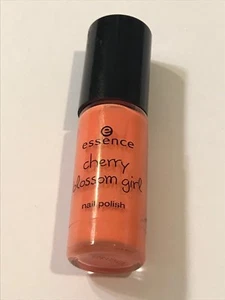 essence
cherry
blossom girl
nail polish